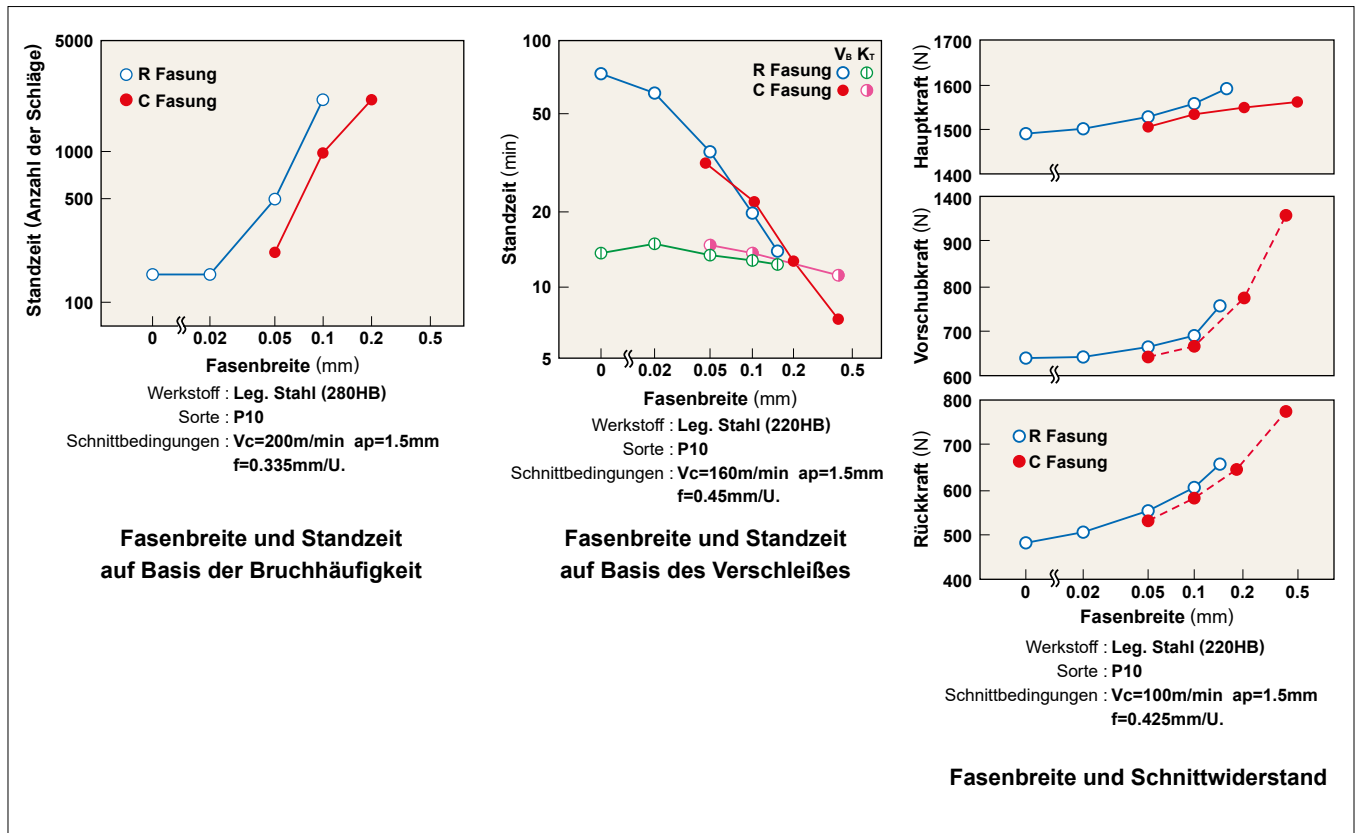 Standzeit (Anzahl der Schläge)
5000
1000
500
100
R Fasung
C Fasung
0 0.02 0.05 0.1 0.2 0.5
Fasenbreite (mm)
Werkstoff : Leg. Stahl (280HB)
Sorte : P10
Schnittbedingungen : Vc=200m/min ap=1.5mm
f=0.335mm/U.
Fasenbreite und Standzeit
auf Basis der Bruchhäufigkeit
Standzeit (min)
100
50
20
10
5
VB KT
R Fasung
C Fasung
0 0.02 0.05 0.1 0.2 0.5
Fasenbreite (mm)
Werkstoff : Leg. Stahl (220HB)
Sorte : P10
Schnittbedingungen : Vc=160m/min ap=1.5mm
f=0.45mm/U.
Fasenbreite und Standzeit
auf Basis des Verschleißes
Hauptkraft (N)
1700
1600
1500
1400
Vorschubkraft (N)
1400
900
800
700
600
Rückkraft (N)
800
700
600
500
400
R Fasung
C Fasung
0 0.02 0.05 0.1 0.2 0.5
Fasenbreite (mm)
Werkstoff : Leg. Stahl (220HB)
Sorte : P10
Schnittbedingungen : Vc=100m/min ap=1.5mm
f=0.425mm/U.
Fasenbreite und Schnittwiderstand